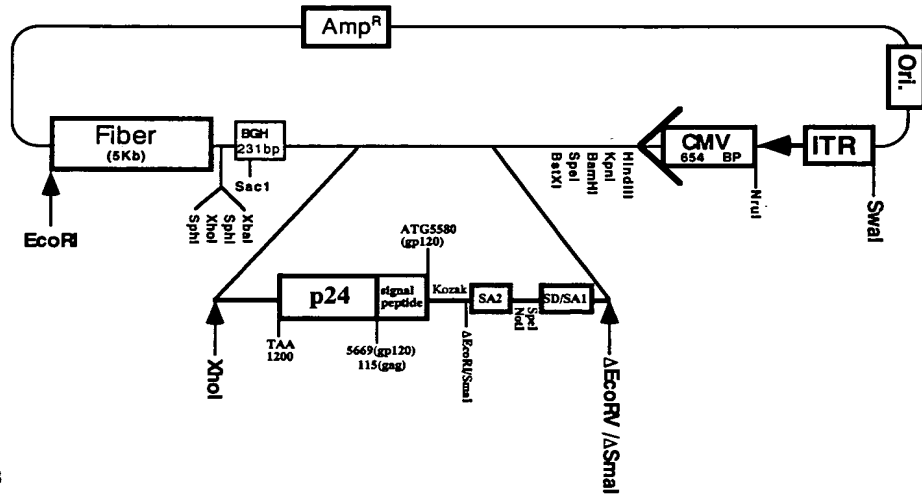 Amp^R
Ori.
Fiber
(5Kb)
BGH
231bp
CMV
654 BP
ITR
Sac1
HindIII
KpnI
BamHI
SpeI
BstXI
NruI
SwaI
EcoRI
SphI
XhoI
SphI
XbaI
ATG5580
(gp120)
p24
signal
peptide
Kozak
SA2
SD/SA1
SpeI
NotI
TAA
1200
5669(gp120)
115(gag)
ΔEcoRI/SmaI
XhoI
ΔEcoRV /ΔSmaI